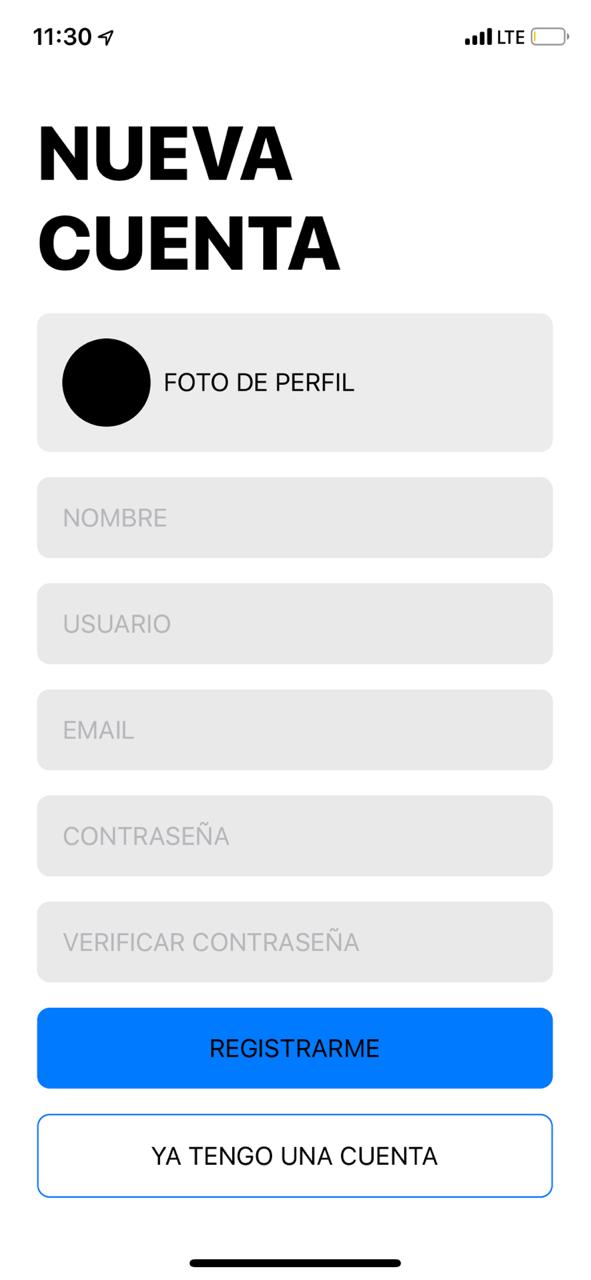 11:30 LTE
NUEVA
CUENTA
FOTO DE PERFIL
NOMBRE
USUARIO
EMAIL
CONTRASEÑA
VERIFICAR CONTRASEÑA
REGISTRARME
YA TENGO UNA CUENTA